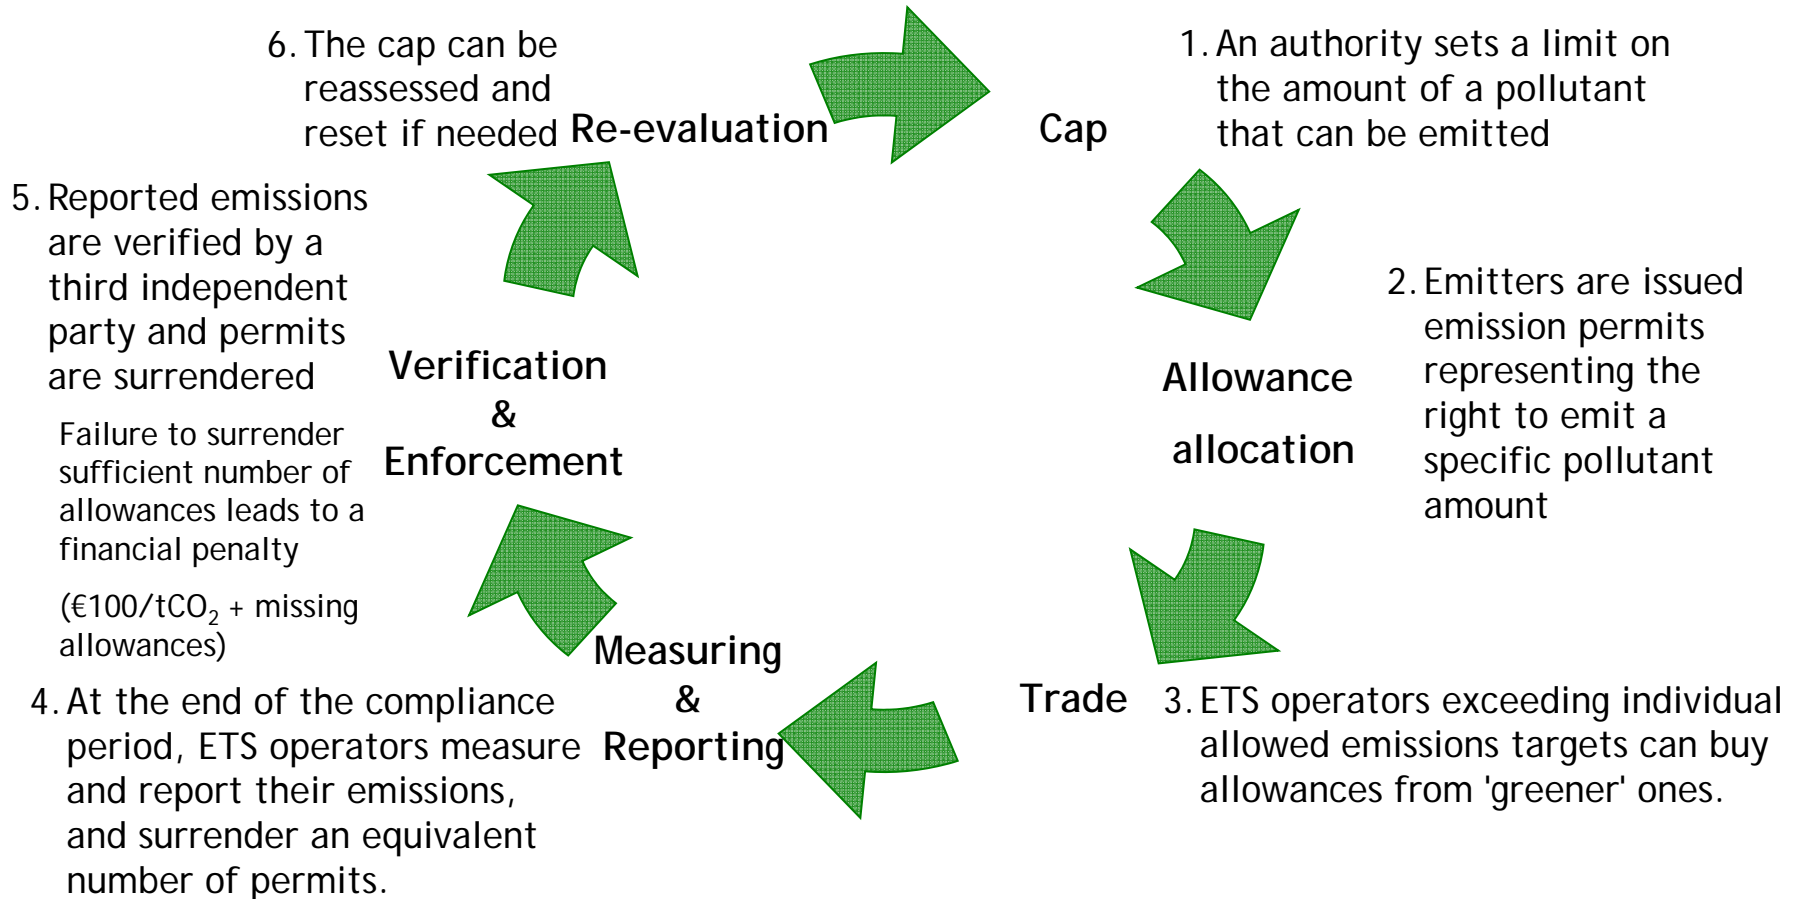 6. The cap can be
reassessed and
reset if needed
Re-evaluation
Cap
1. An authority sets a limit on
the amount of a pollutant
that can be emitted
2. Emitters are issued
emission permits
representing the
right to emit a
specific pollutant
amount
Allowance
allocation
Trade
3. ETS operators exceeding individual
allowed emissions targets can buy
allowances from 'greener' ones.
Measuring
&
Reporting
4. At the end of the compliance
period, ETS operators measure
and report their emissions,
and surrender an equivalent
number of permits.
Verification
&
Enforcement
5. Reported emissions
are verified by a
third independent
party and permits
are surrendered
Failure to surrender
sufficient number of
allowances leads to a
financial penalty
(€100/tCO₂ + missing
allowances)